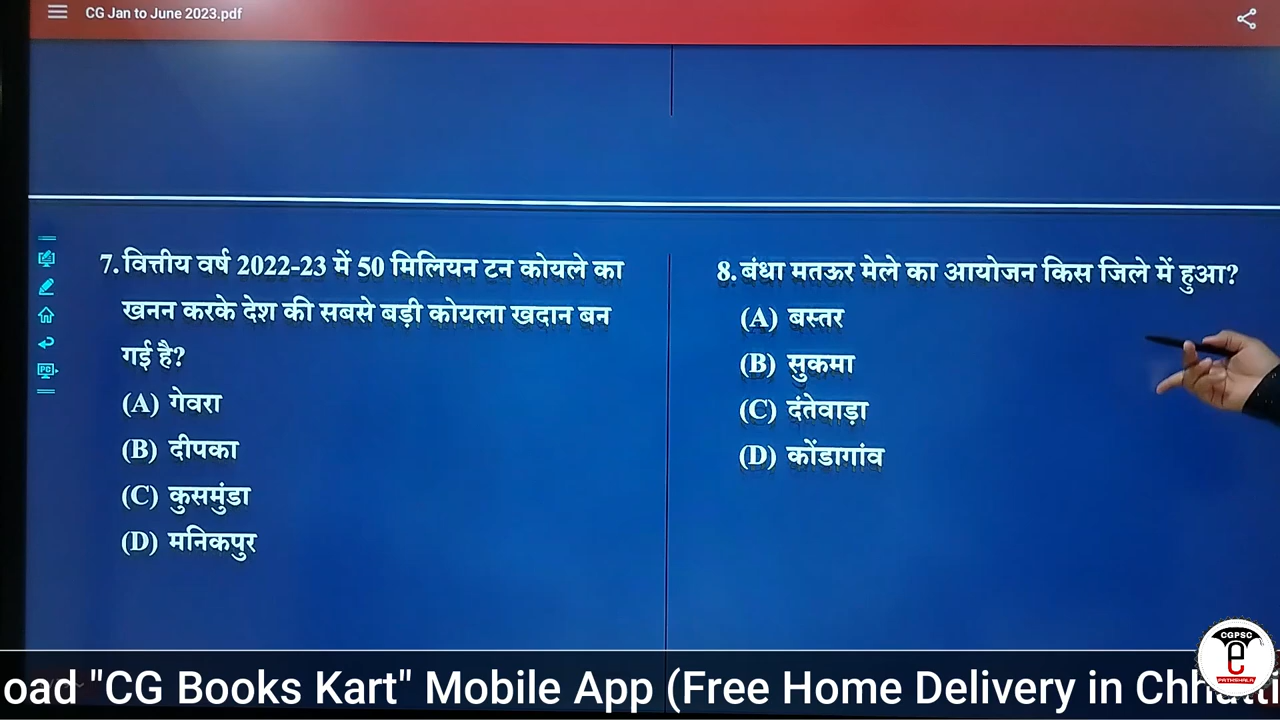 CG Jan to June 2023.pdf
7. वित्तीय वर्ष 2022-23 में 50 मिलियन टन कोयले का
खनन करके देश की सबसे बड़ी कोयला खदान बन
गई है?
(A) गेवरा
(B) दीपका
(C) कुसमुंडा
(D) मनिकपुर
8. बंधा मतऊर मेले का आयोजन किस जिले में हुआ?
(A) बस्तर
(B) सुकमा
(C) दंतेवाड़ा
(D) कोंडागांव
CGPSC
e
PATHSHALA
oad "CG Books Kart" Mobile App (Free Home Delivery in